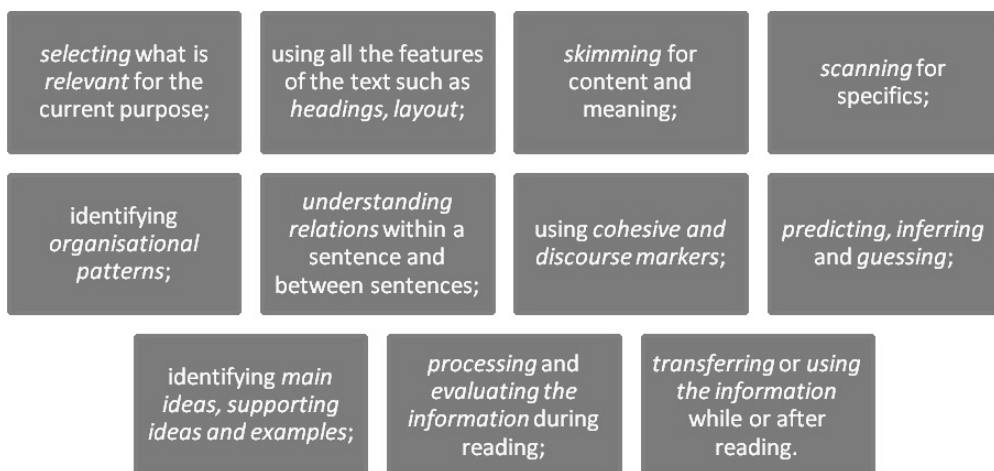 selecting what is
relevant for the
current purpose;
using all the features
of the text such as
headings, layout;
skimming for
content and
meaning;
scanning for
specifics;
identifying
organisational
patterns;
understanding
relations within a
sentence and
between sentences;
using cohesive and
discourse markers;
predicting, inferring
and guessing;
identifying main
ideas, supporting
ideas and examples;
processing and
evaluating the
information during
reading;
transferring or using
the information
while or after
reading.